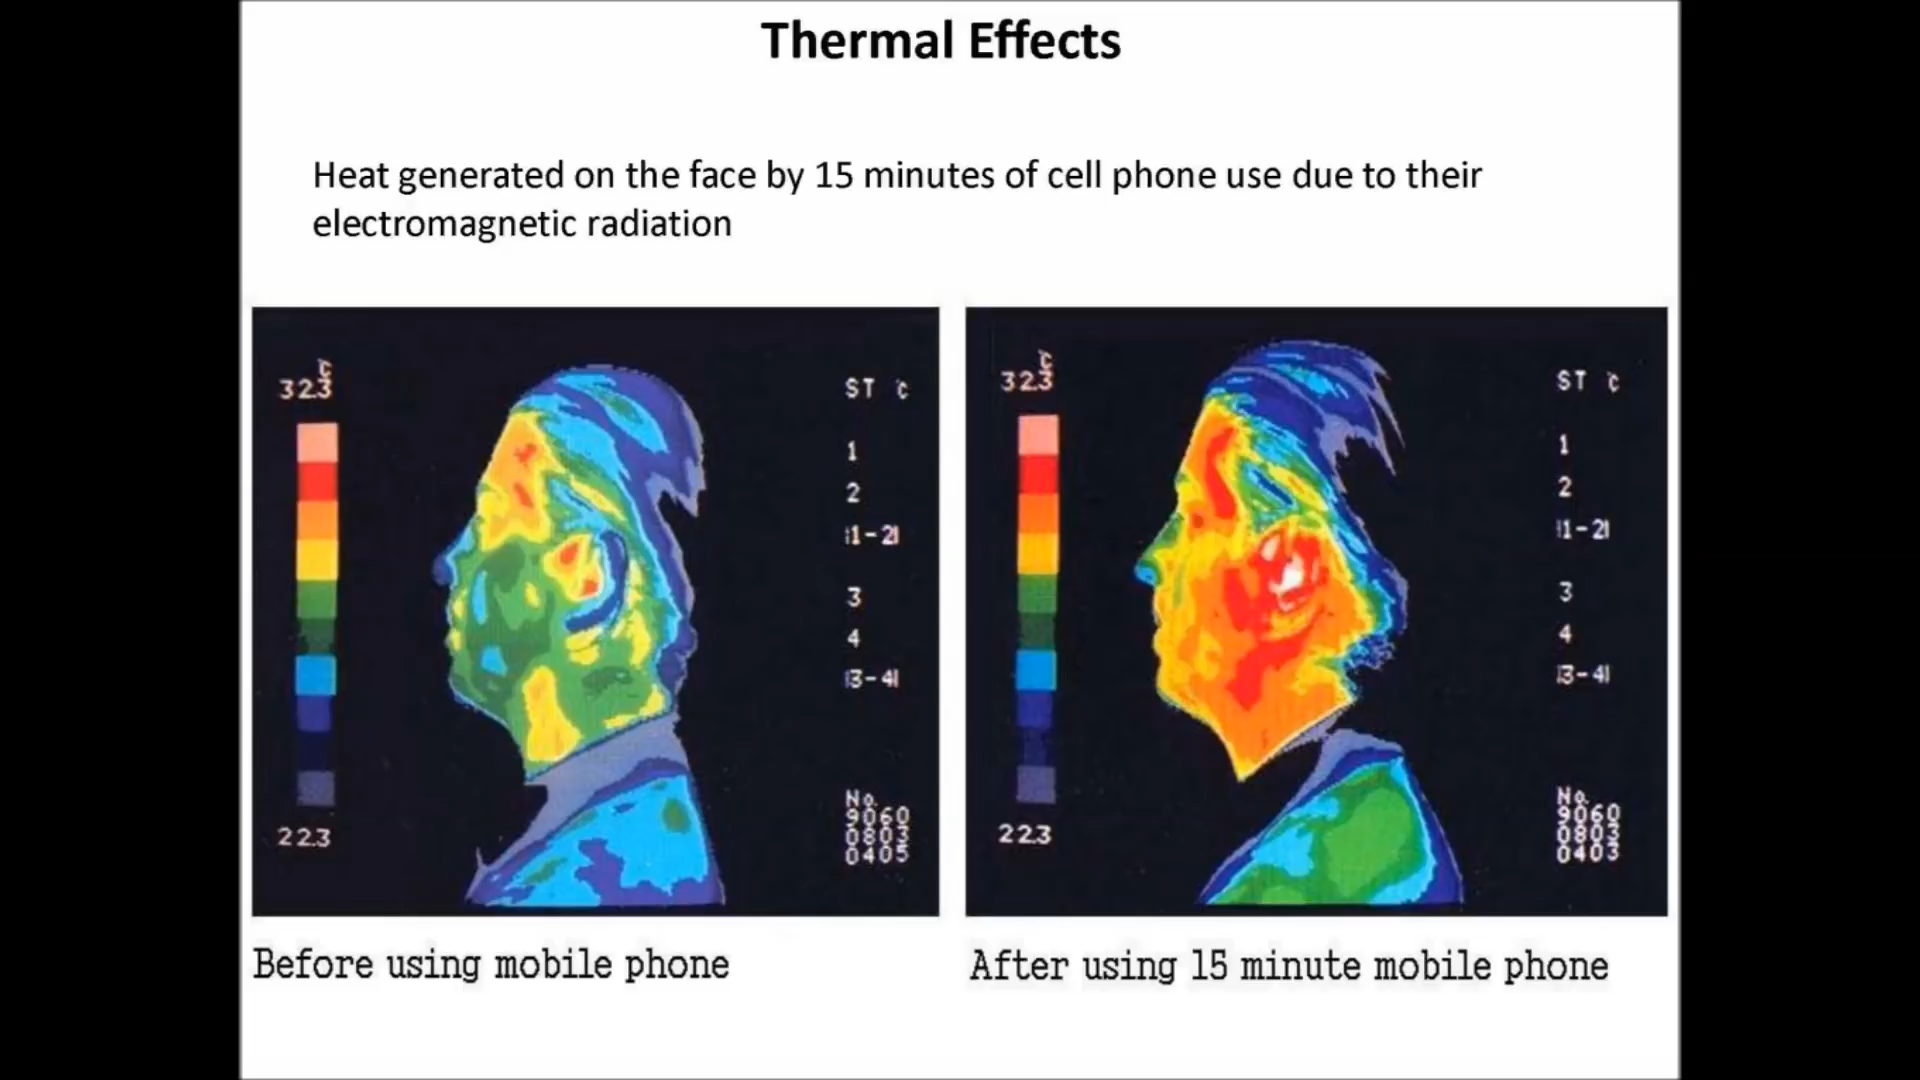 Thermal Effects
Heat generated on the face by 15 minutes of cell phone use due to their
electromagnetic radiation
°C
32.3
22.3
ST °C
1
2
|1-2|
3
4
|3-4|
No.
9060
0803
0405
°C
32.3
22.3
ST °C
1
2
|1-2|
3
4
|3-4|
No.
9060
0803
0403
Before using mobile phone
After using 15 minute mobile phone